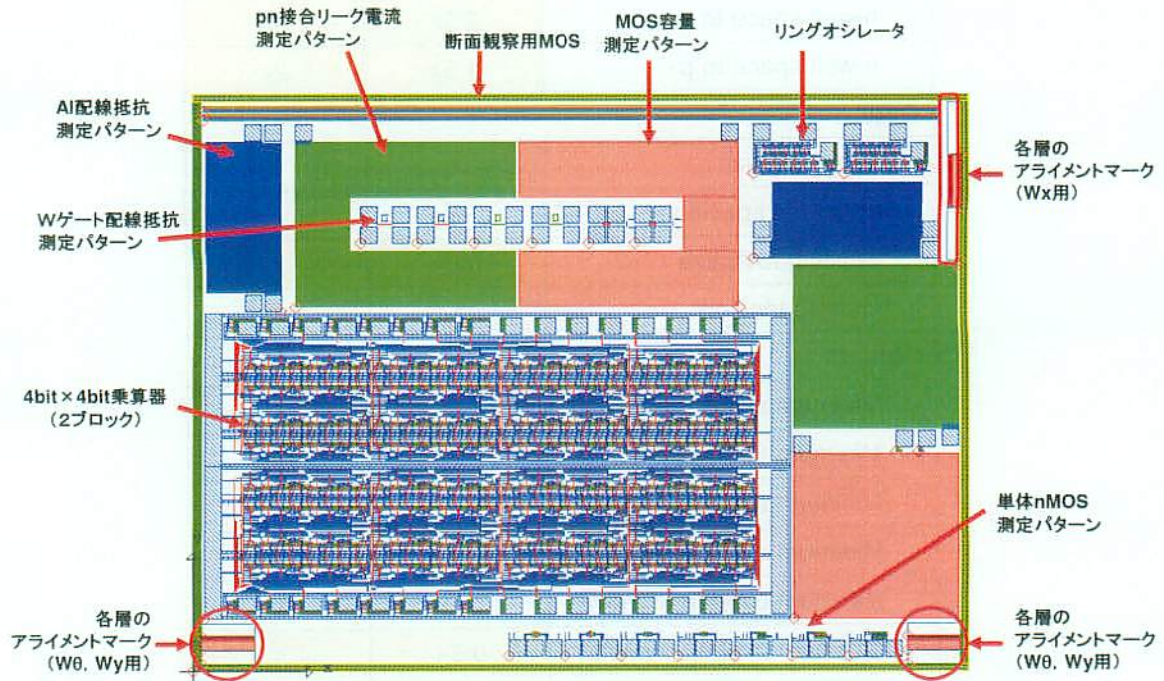 pn接合リーク電流
測定パターン
断面観察用MOS
MOS容量
測定パターン
リングオシレータ
Al配線抵抗
測定パターン
各層の
アライメントマーク
(Wx用)
Wゲート配線抵抗
測定パターン
4bit×4bit乗算器
(2ブロック)
単体nMOS
測定パターン
各層の
アライメントマーク
(Wθ, Wy用)
各層の
アライメントマーク
(Wθ, Wy用)
x